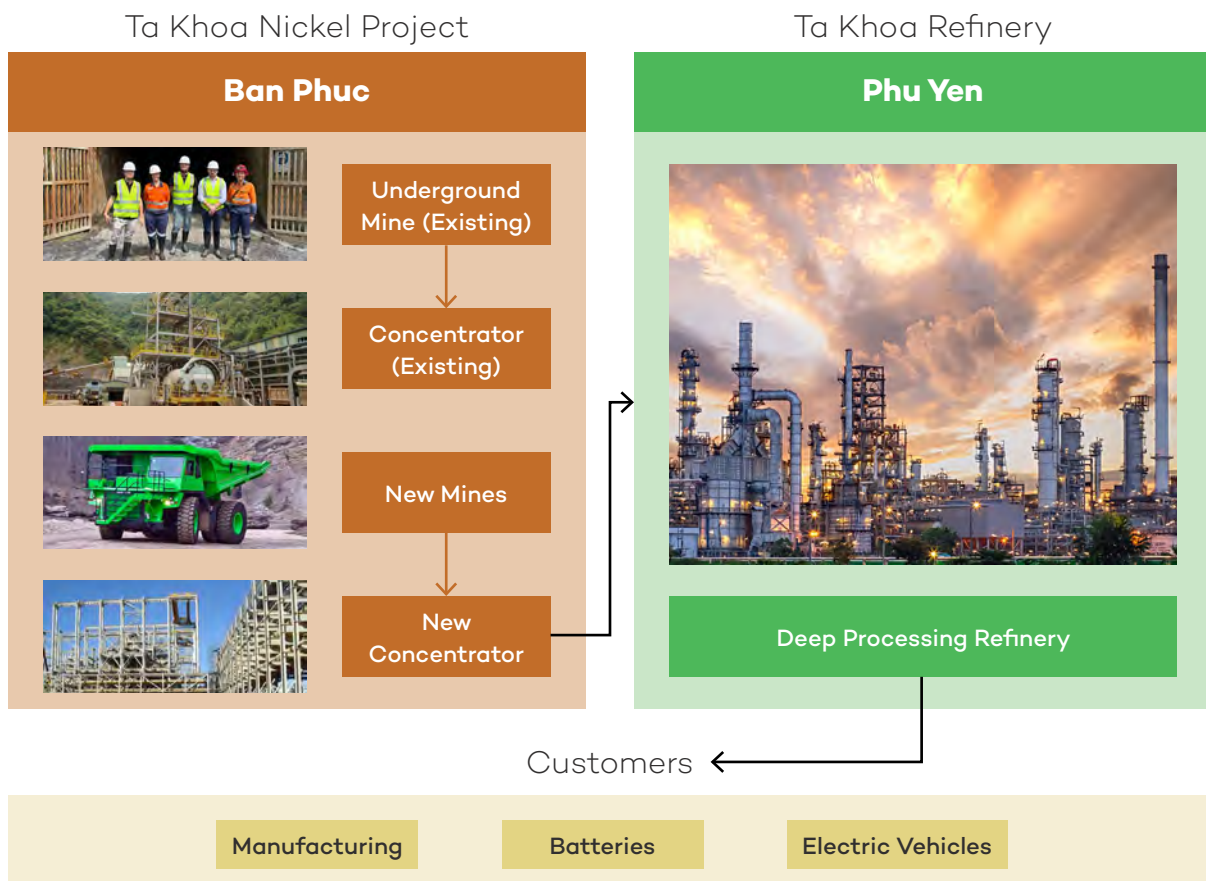 Ta Khoa Nickel Project
Ta Khoa Refinery
Ban Phuc
Phu Yen
Underground
Mine (Existing)
Concentrator
(Existing)
New Mines
New
Concentrator
Deep Processing Refinery
Customers
Manufacturing
Batteries
Electric Vehicles